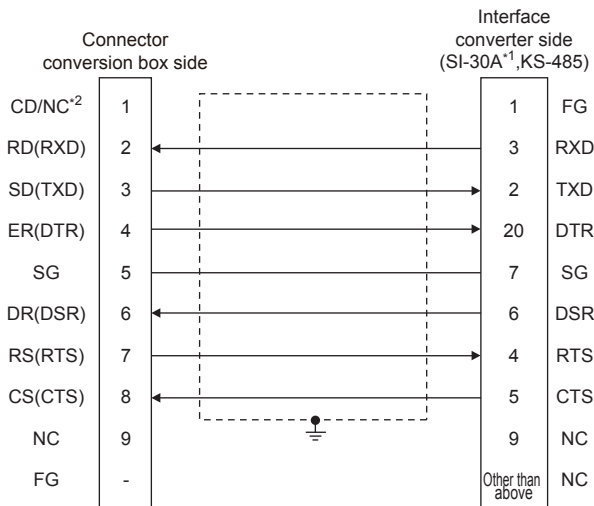 Connector
conversion box side
Interface
converter side
(SI-30A*1,KS-485)
CD/NC*2 1 1 FG
RD(RXD) 2 3 RXD
SD(TXD) 3 2 TXD
ER(DTR) 4 20 DTR
SG 5 7 SG
DR(DSR) 6 6 DSR
RS(RTS) 7 4 RTS
CS(CTS) 8 5 CTS
NC 9 9 NC
FG - Other than above NC